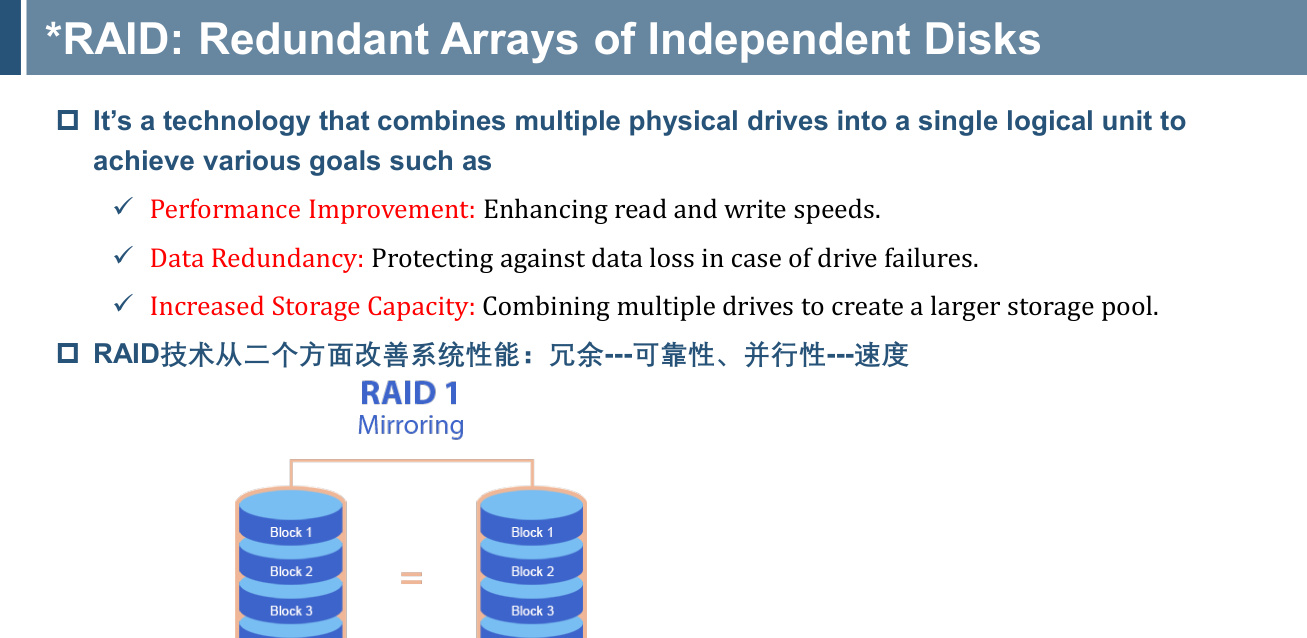 *RAID: Redundant Arrays of Independent Disks
It’s a technology that combines multiple physical drives into a single logical unit to
achieve various goals such as
✓ Performance Improvement: Enhancing read and write speeds.
✓ Data Redundancy: Protecting against data loss in case of drive failures.
✓ Increased Storage Capacity: Combining multiple drives to create a larger storage pool.
RAID技术从二个方面改善系统性能：冗余---可靠性、并行性---速度
RAID 1
Mirroring
Block 1 = Block 1
Block 2 Block 2
Block 3 Block 3